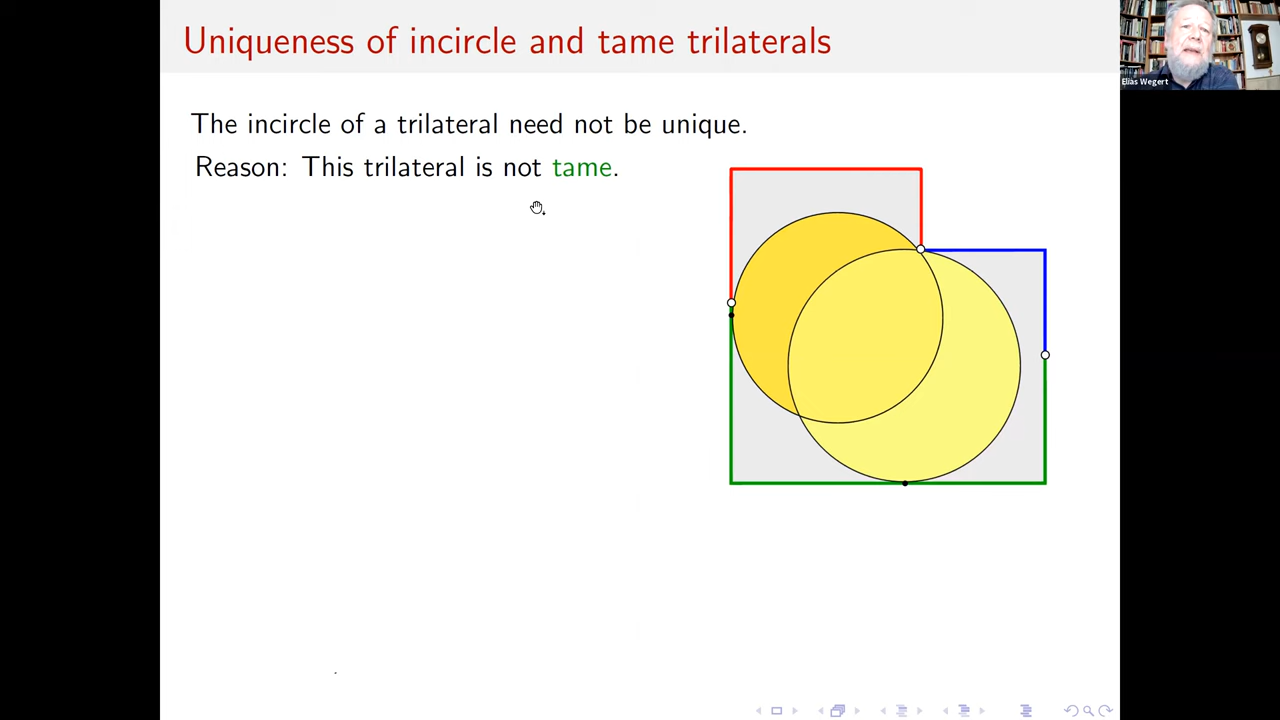 Uniqueness of incircle and tame trilaterals
Elias Wegert
The incircle of a trilateral need not be unique.
Reason: This trilateral is not tame.